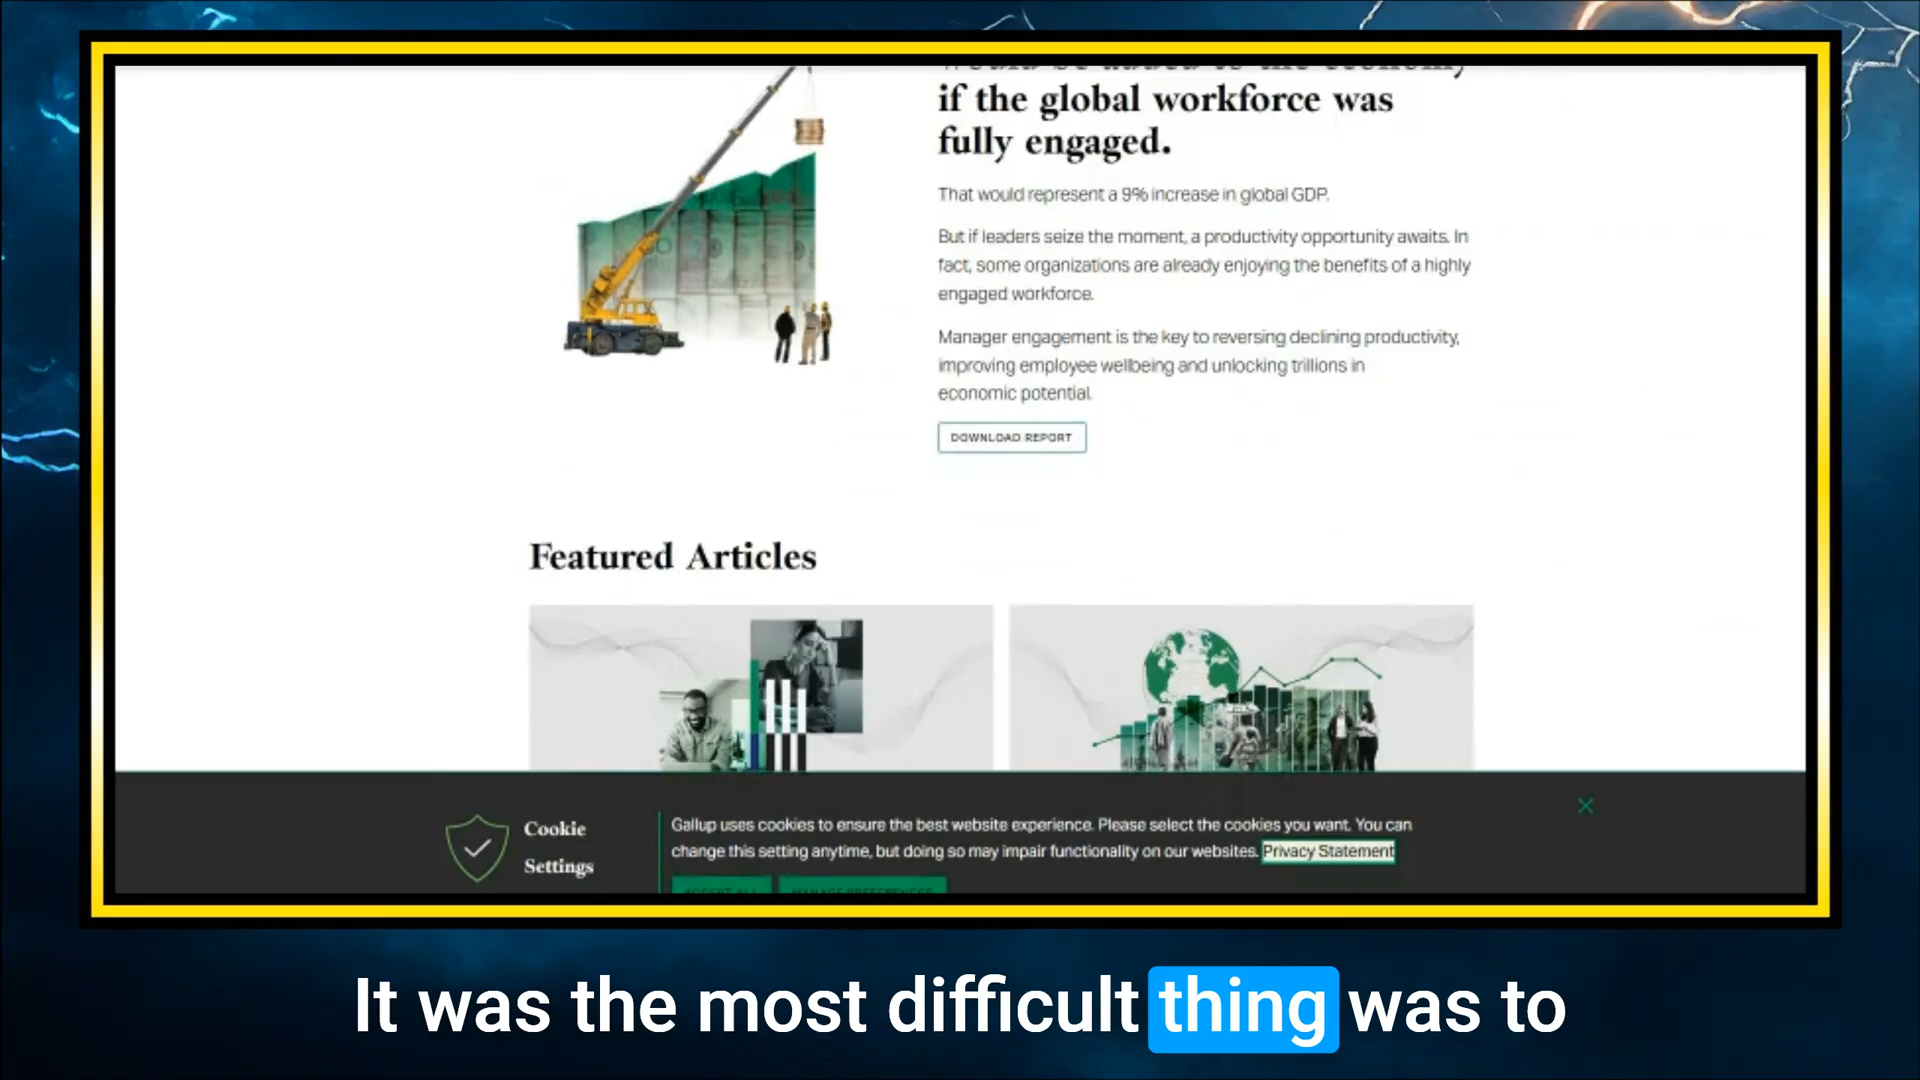 if the global workforce was
fully engaged.
That would represent a 9% increase in global GDP.
But if leaders seize the moment, a productivity opportunity awaits. In
fact, some organizations are already enjoying the benefits of a highly
engaged workforce.
Manager engagement is the key to reversing declining productivity,
improving employee wellbeing and unlocking trillions in
economic potential.
DOWNLOAD REPORT
Featured Articles
Cookie
Settings
Gallup uses cookies to ensure the best website experience. Please select the cookies you want. You can
change this setting anytime, but doing so may impair functionality on our websites. Privacy Statement
It was the most difficult thing was to